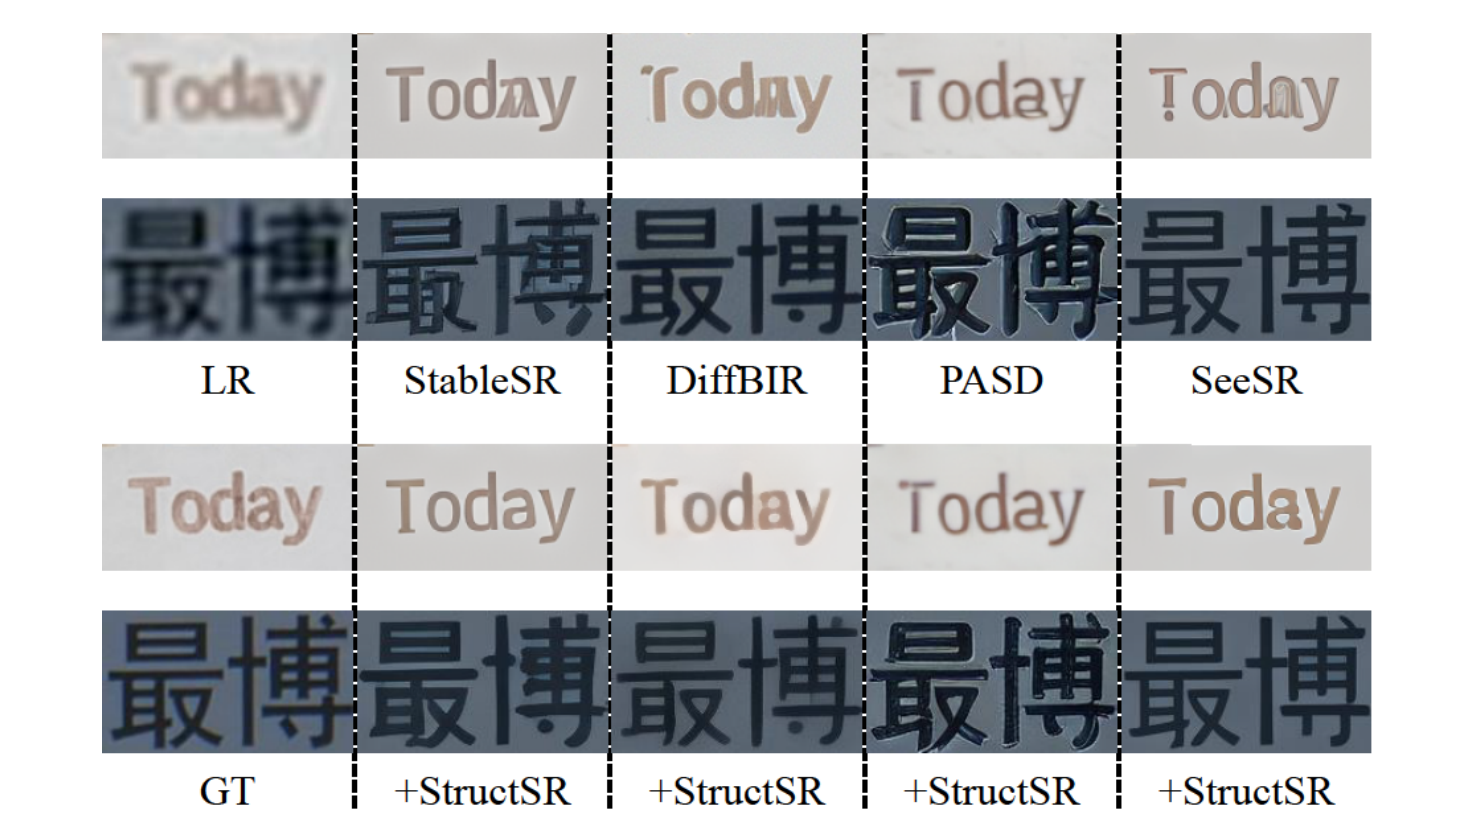 Today Today Today Today Today
最博 最博 最博 最博 最博
LR StableSR DiffBIR PASD SeeSR
Today Today Today Today Today
最博 最博 最博 最博 最博
GT +StructSR +StructSR +StructSR +StructSR